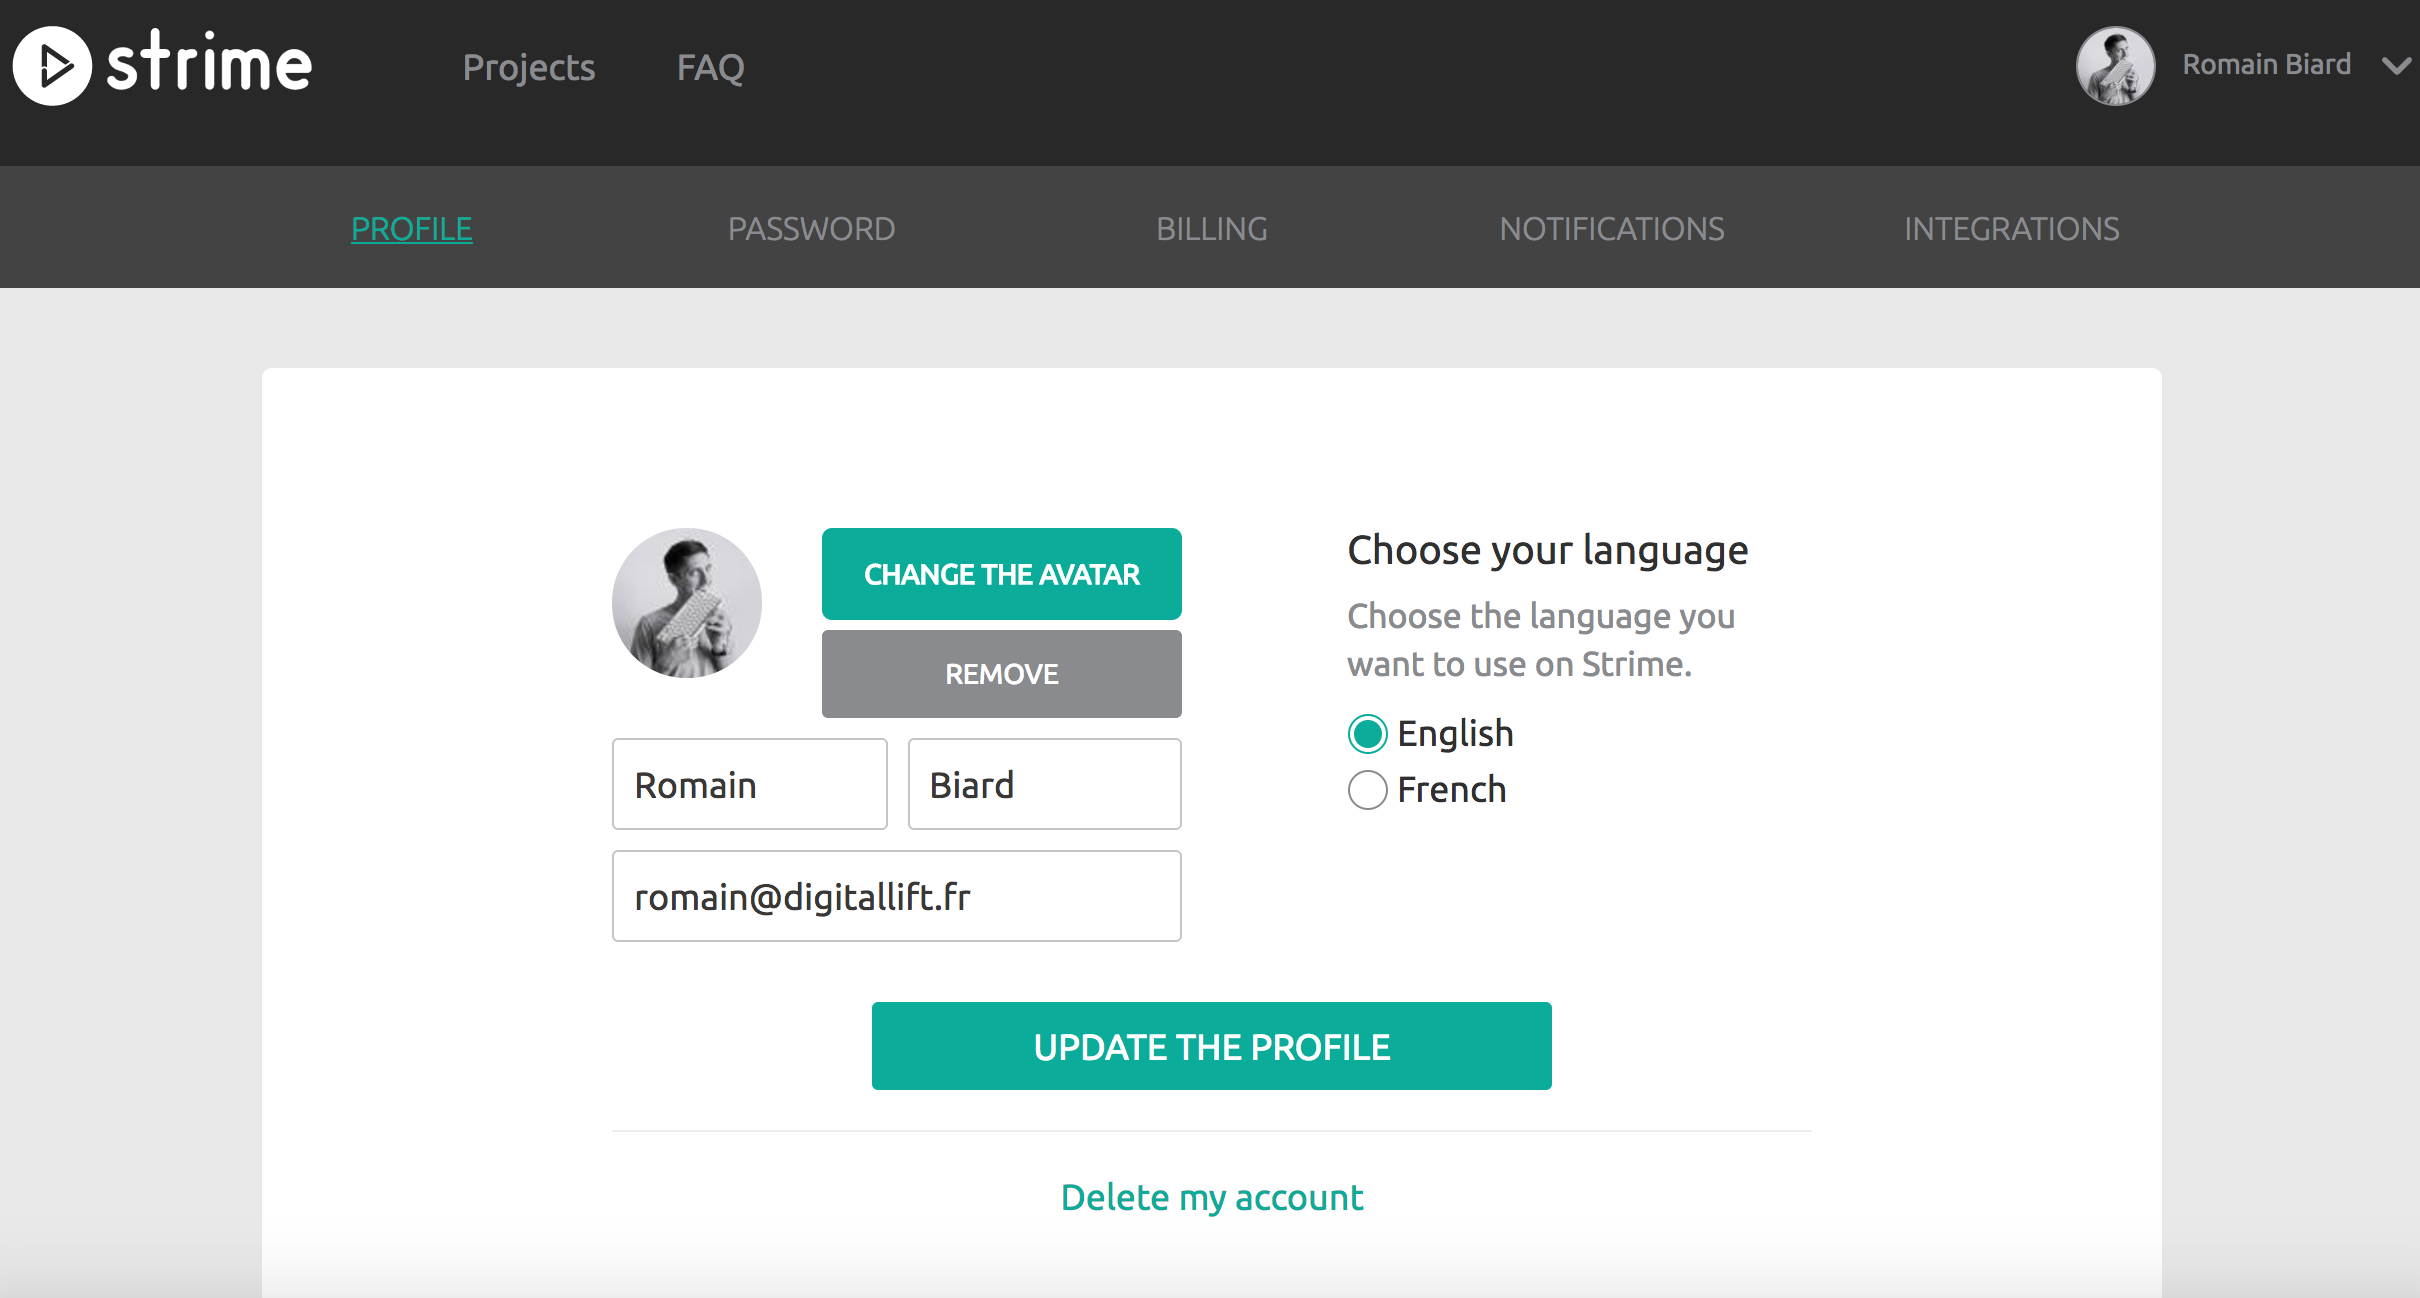 strime
Projects
FAQ
Romain Biard
PROFILE
PASSWORD
BILLING
NOTIFICATIONS
INTEGRATIONS
CHANGE THE AVATAR
REMOVE
Romain
Biard
romain@digitallift.fr
Choose your language
Choose the language you
want to use on Strime.
English
French
UPDATE THE PROFILE
Delete my account